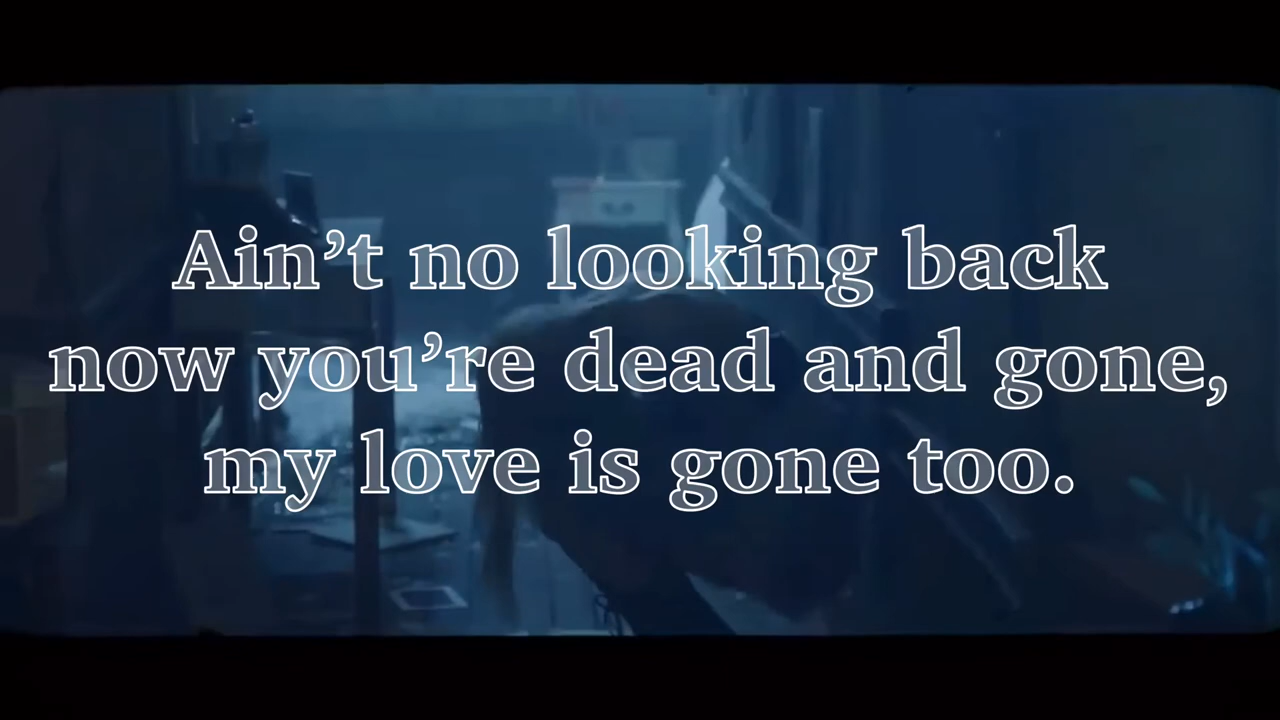 Ain’t no looking back
now you’re dead and gone,
my love is gone too.